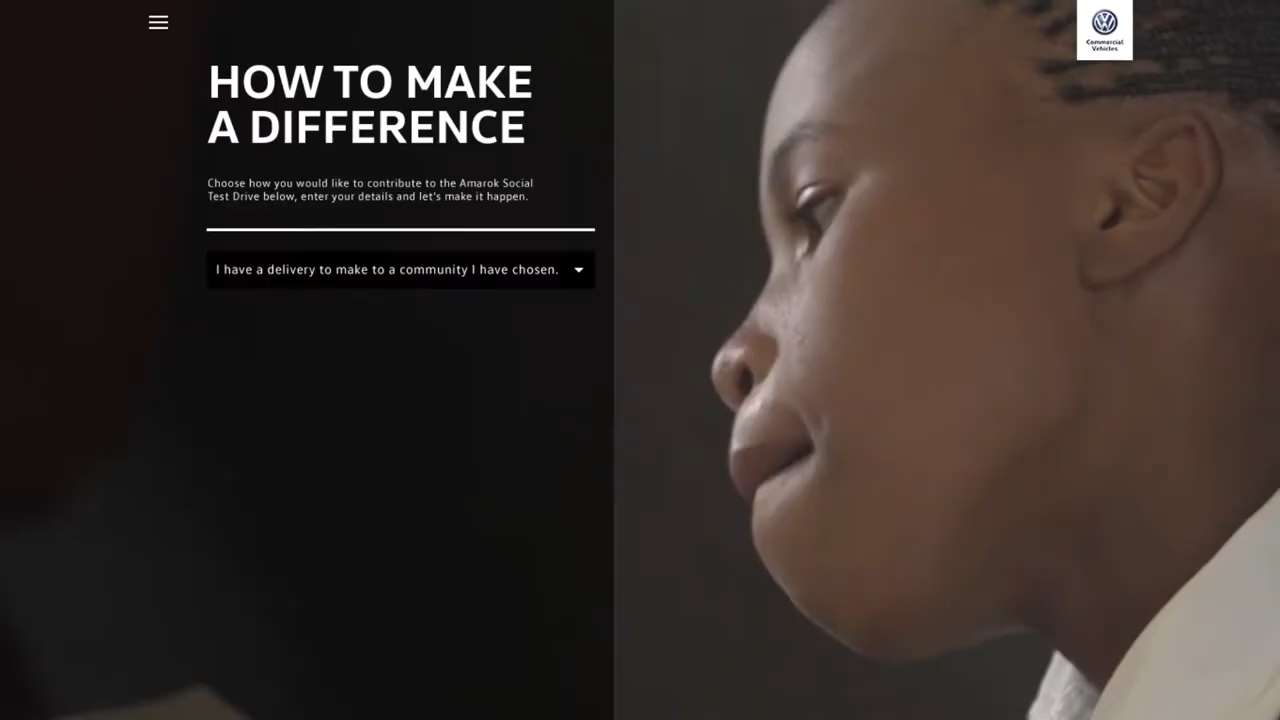 HOW TO MAKE
A DIFFERENCE
Choose how you would like to contribute to the Amarok Social
Test Drive below, enter your details and let's make it happen.
I have a delivery to make to a community I have chosen.
Commercial
Vehicles